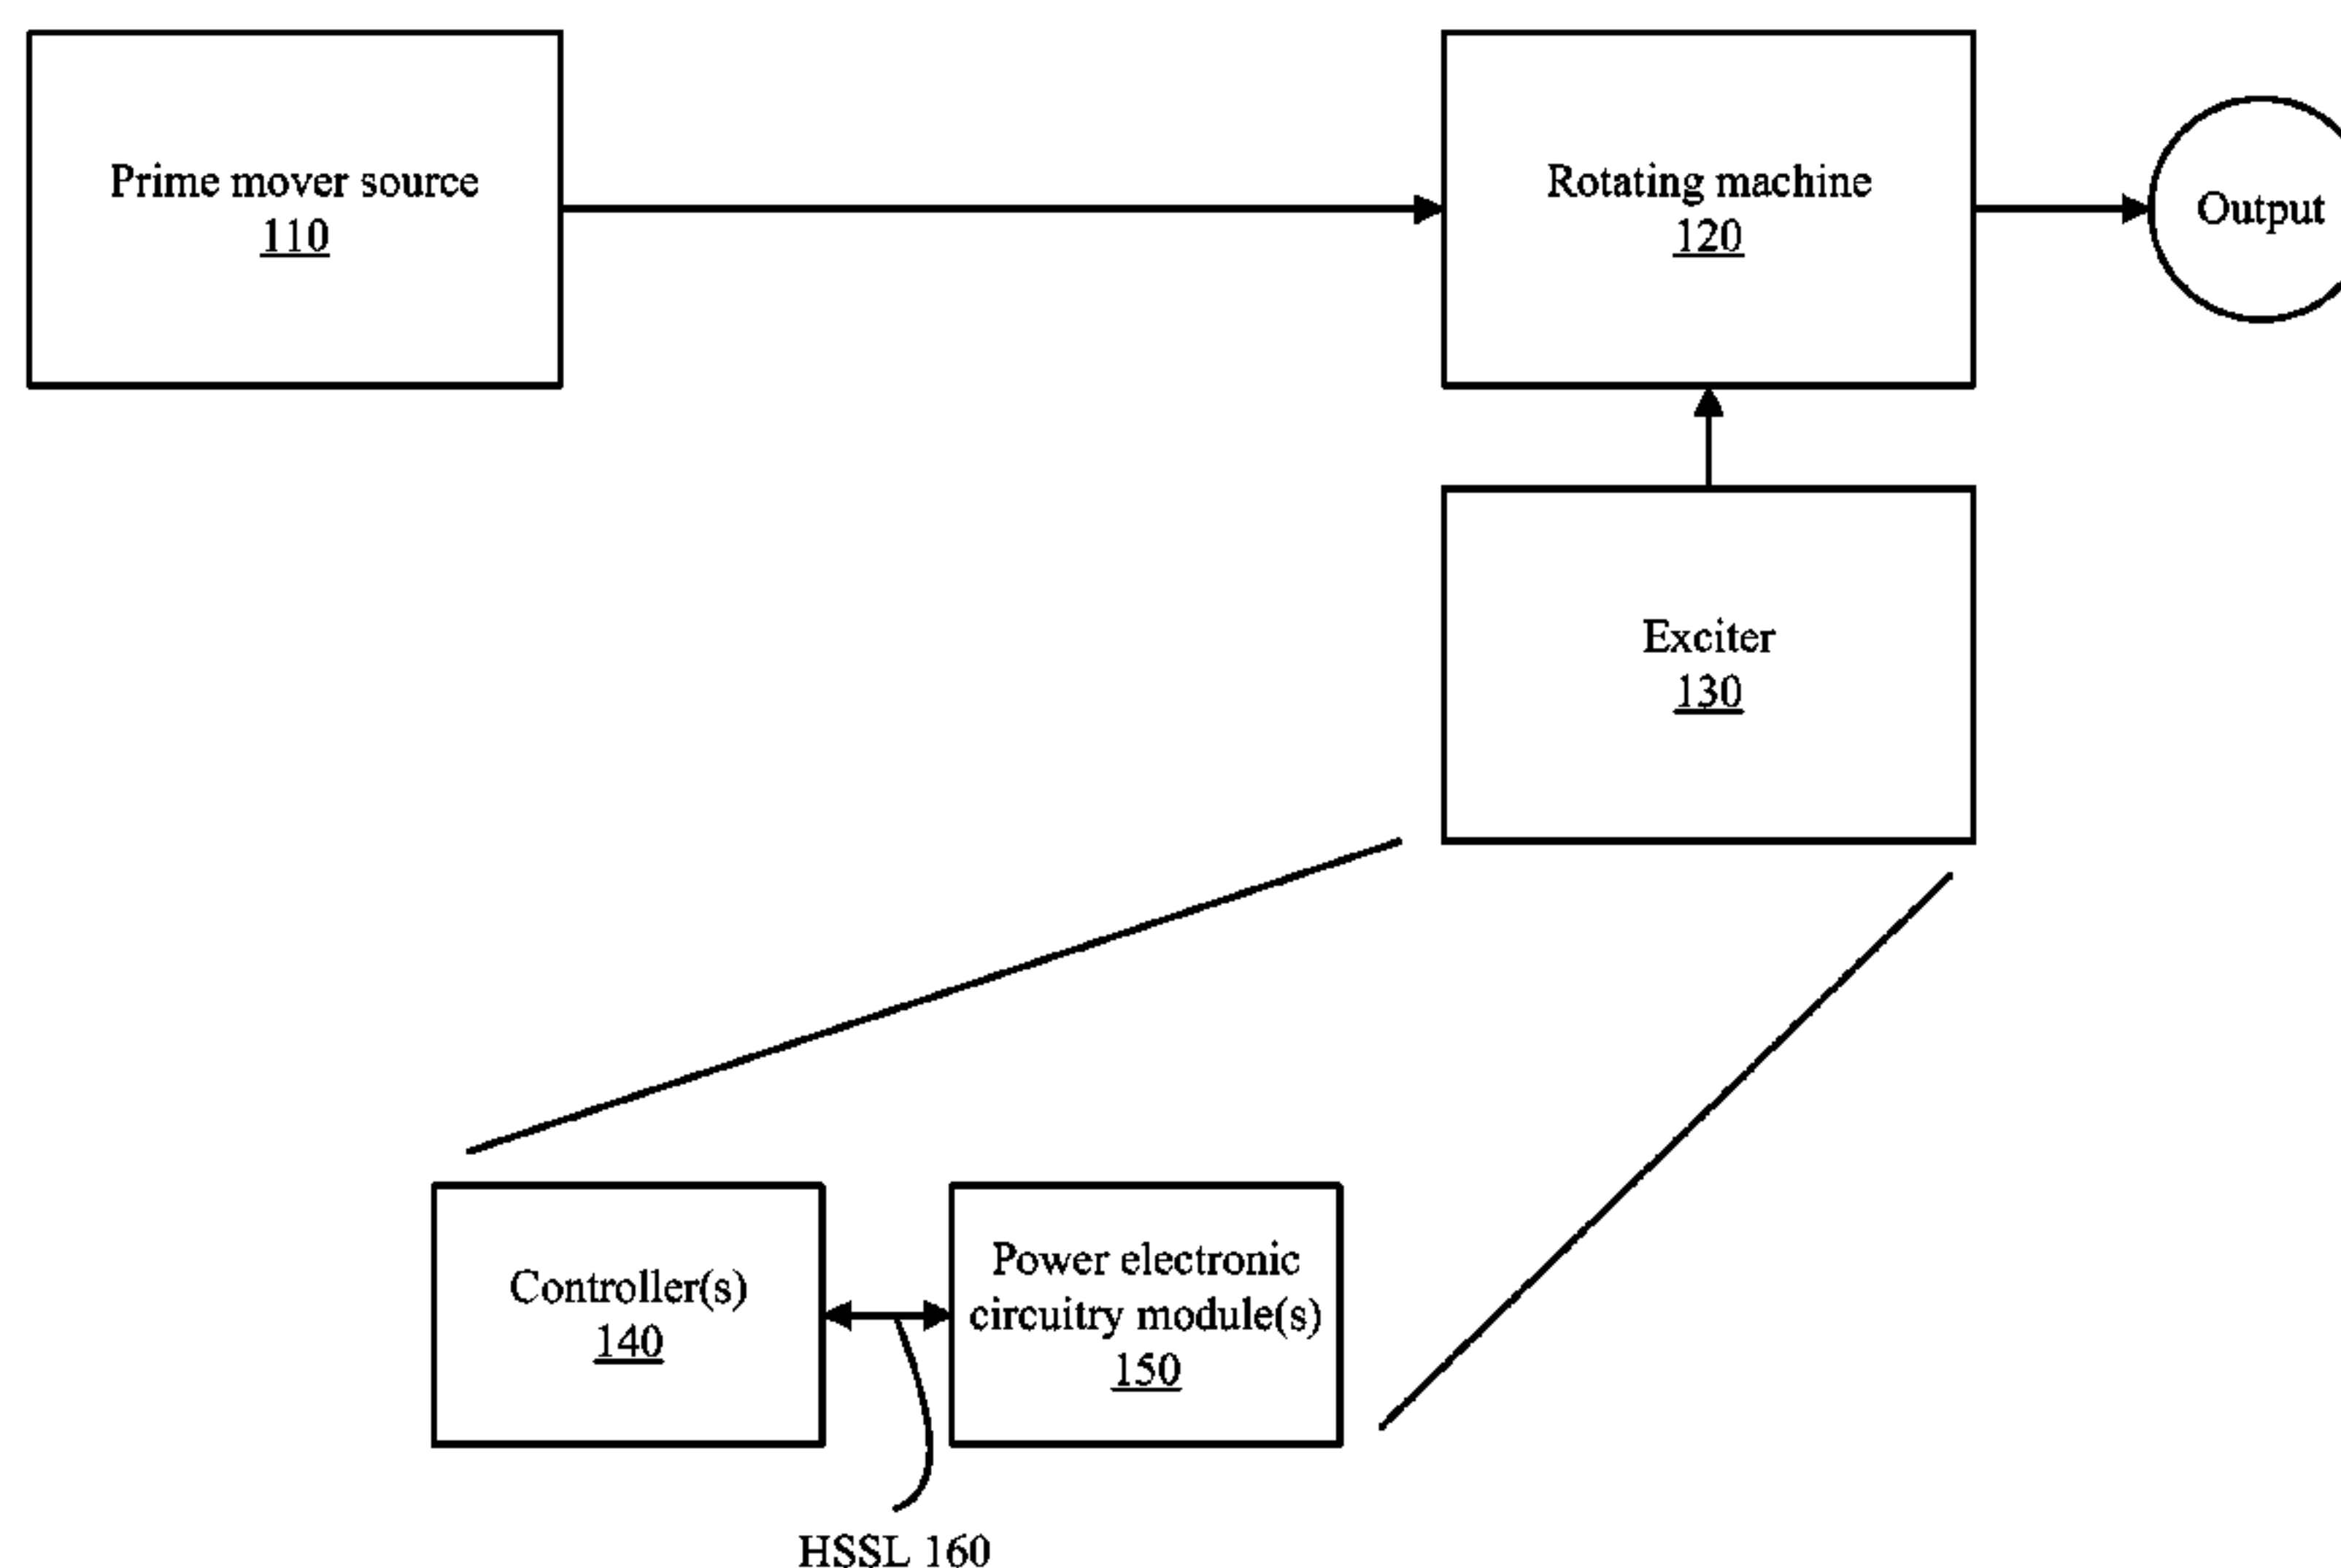 Prime mover source
110
Rotating machine
120
Output
Exciter
130
Controller(s)
140
Power electronic
circuitry module(s)
150
HSSL 160